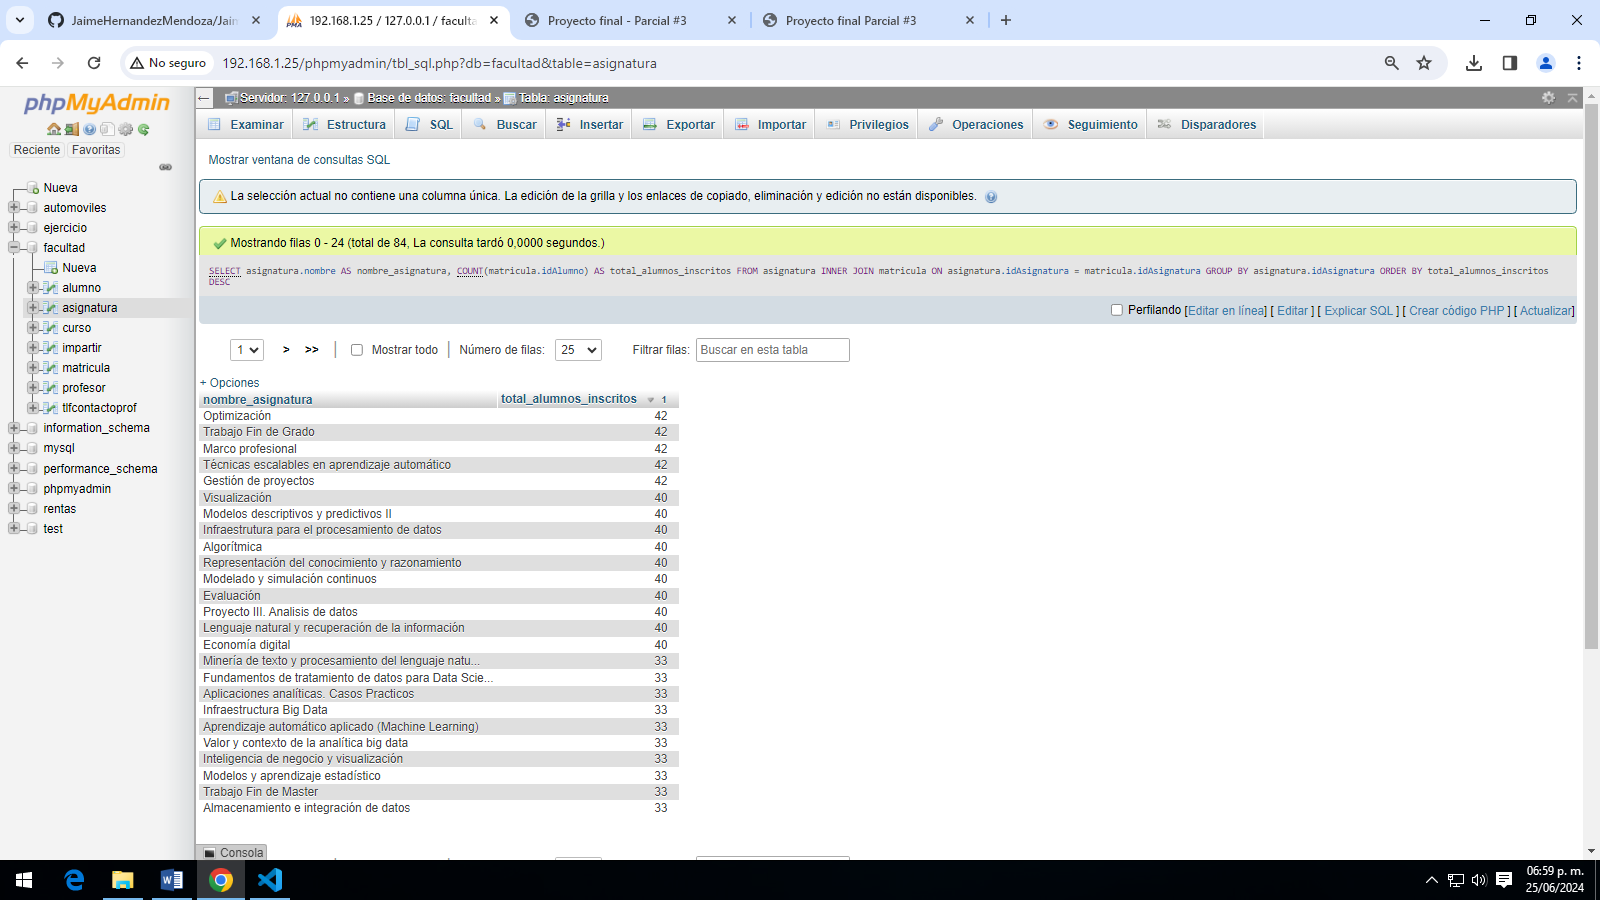 JaimeHernandezMendoza/Jaim
192.168.1.25 / 127.0.0.1 / faculta
Proyecto final - Parcial #3
Proyecto final Parcial #3
No seguro
192.168.1.25/phpmyadmin/tbl_sql.php?db=facultad&table=asignatura
phpMyAdmin
Reciente
Favoritas
Nueva
automoviles
ejercicio
facultad
Nueva
alumno
asignatura
curso
impartir
matricula
profesor
tlfcontactoprof
information_schema
mysql
performance_schema
phpmyadmin
rentas
test
Servidor: 127.0.0.1 » Base de datos: facultad » Tabla: asignatura
Examinar
Estructura
SQL
Buscar
Insertar
Exportar
Importar
Privilegios
Operaciones
Seguimiento
Disparadores
Mostrar ventana de consultas SQL
La selección actual no contiene una columna única. La edición de la grilla y los enlaces de copiado, eliminación y edición no están disponibles.
Mostrando filas 0 - 24 (total de 84, La consulta tardó 0,0000 segundos.)
SELECT asignatura.nombre AS nombre_asignatura, COUNT(matricula.idAlumno) AS total_alumnos_inscritos FROM asignatura INNER JOIN matricula ON asignatura.idAsignatura = matricula.idAsignatura GROUP BY asignatura.idAsignatura ORDER BY total_alumnos_inscritos
DESC
Perfilando [Editar en línea] [ Editar ] [ Explicar SQL ] [ Crear código PHP ] [ Actualizar]
1 > >> Mostrar todo Número de filas: 25 Filtrar filas: Buscar en esta tabla
+ Opciones
nombre_asignatura total_alumnos_inscritos 1
Optimización 42
Trabajo Fin de Grado 42
Marco profesional 42
Técnicas escalables en aprendizaje automático 42
Gestión de proyectos 42
Visualización 40
Modelos descriptivos y predictivos II 40
Infraestrutura para el procesamiento de datos 40
Algorítmica 40
Representación del conocimiento y razonamiento 40
Modelado y simulación continuos 40
Evaluación 40
Proyecto III. Analisis de datos 40
Lenguaje natural y recuperación de la información 40
Economía digital 40
Minería de texto y procesamiento del lenguaje natu... 33
Fundamentos de tratamiento de datos para Data Scie... 33
Aplicaciones analíticas. Casos Practicos 33
Infraestructura Big Data 33
Aprendizaje automático aplicado (Machine Learning) 33
Valor y contexto de la analítica big data 33
Inteligencia de negocio y visualización 33
Modelos y aprendizaje estadístico 33
Trabajo Fin de Master 33
Almacenamiento e integración de datos 33
Consola
06:59 p. m.
25/06/2024